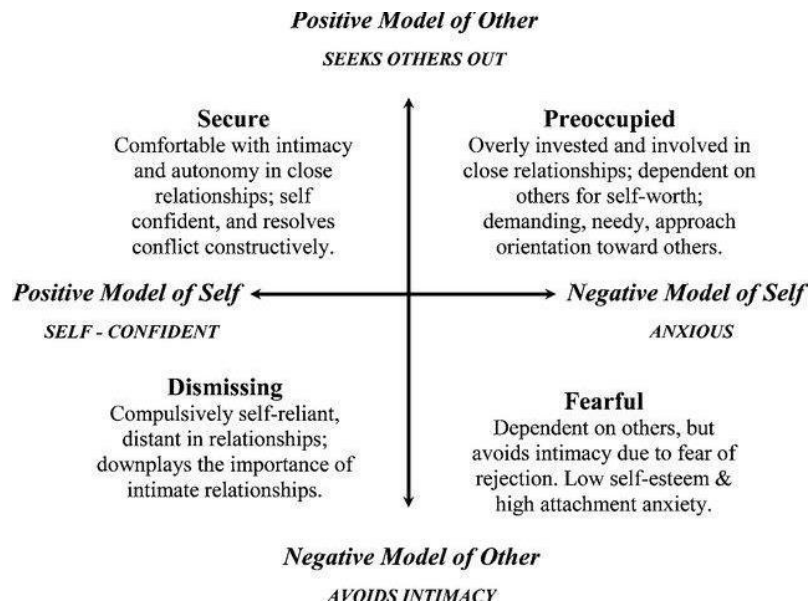 Positive Model of Other
SEEKS OTHERS OUT
Secure
Comfortable with intimacy
and autonomy in close
relationships; self
confident, and resolves
conflict constructively.
Preoccupied
Overly invested and involved in
close relationships; dependent on
others for self-worth;
demanding, needy, approach
orientation toward others.
Positive Model of Self
SELF - CONFIDENT
Negative Model of Self
ANXIOUS
Dismissing
Compulsively self-reliant,
distant in relationships;
downplays the importance of
intimate relationships.
Fearful
Dependent on others, but
avoids intimacy due to fear of
rejection. Low self-esteem &
high attachment anxiety.
Negative Model of Other
AVOIDS INTIMACY